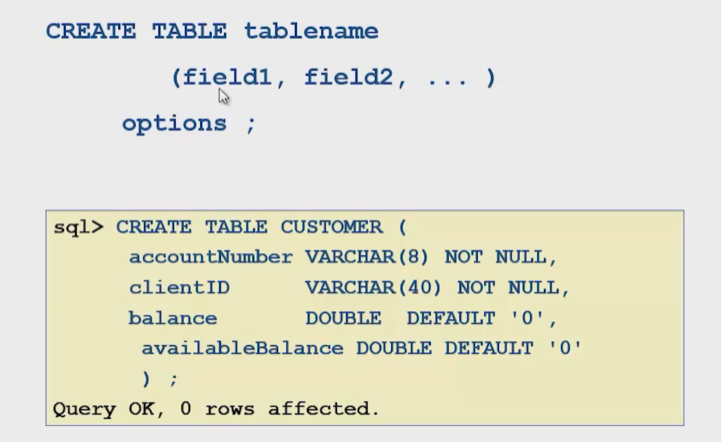 CREATE TABLE tablename
(field1, field2, ... )
options ;
sql> CREATE TABLE CUSTOMER (
accountNumber VARCHAR(8) NOT NULL,
clientID VARCHAR(40) NOT NULL,
balance DOUBLE DEFAULT '0',
availableBalance DOUBLE DEFAULT '0'
) ;
Query OK, 0 rows affected.